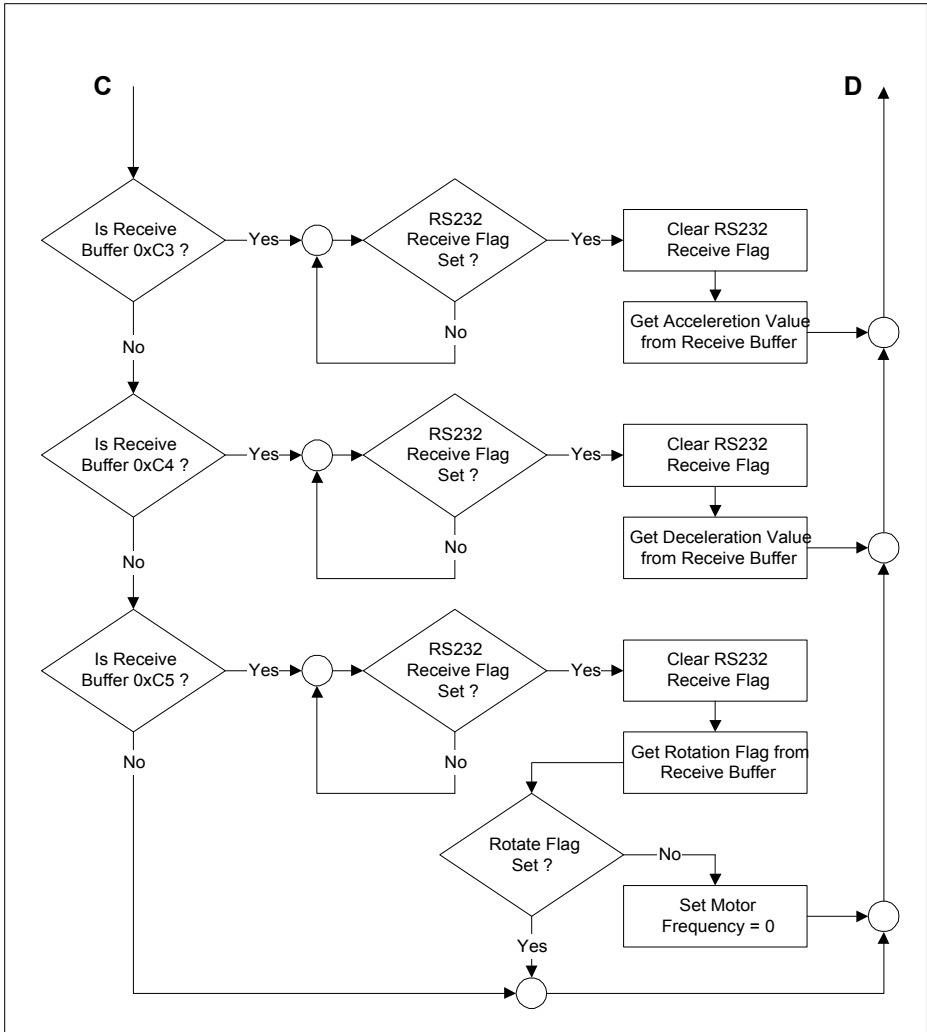 C
D
Is Receive
Buffer 0xC3 ?
Yes
RS232
Receive Flag
Set ?
Yes
Clear RS232
Receive Flag
No
No
Get Acceleretion Value
from Receive Buffer
Is Receive
Buffer 0xC4 ?
Yes
RS232
Receive Flag
Set ?
Yes
Clear RS232
Receive Flag
No
No
Get Deceleration Value
from Receive Buffer
Is Receive
Buffer 0xC5 ?
Yes
RS232
Receive Flag
Set ?
Yes
Clear RS232
Receive Flag
No
No
Get Rotation Flag from
Receive Buffer
Rotate Flag
Set ?
No
Set Motor
Frequency = 0
Yes